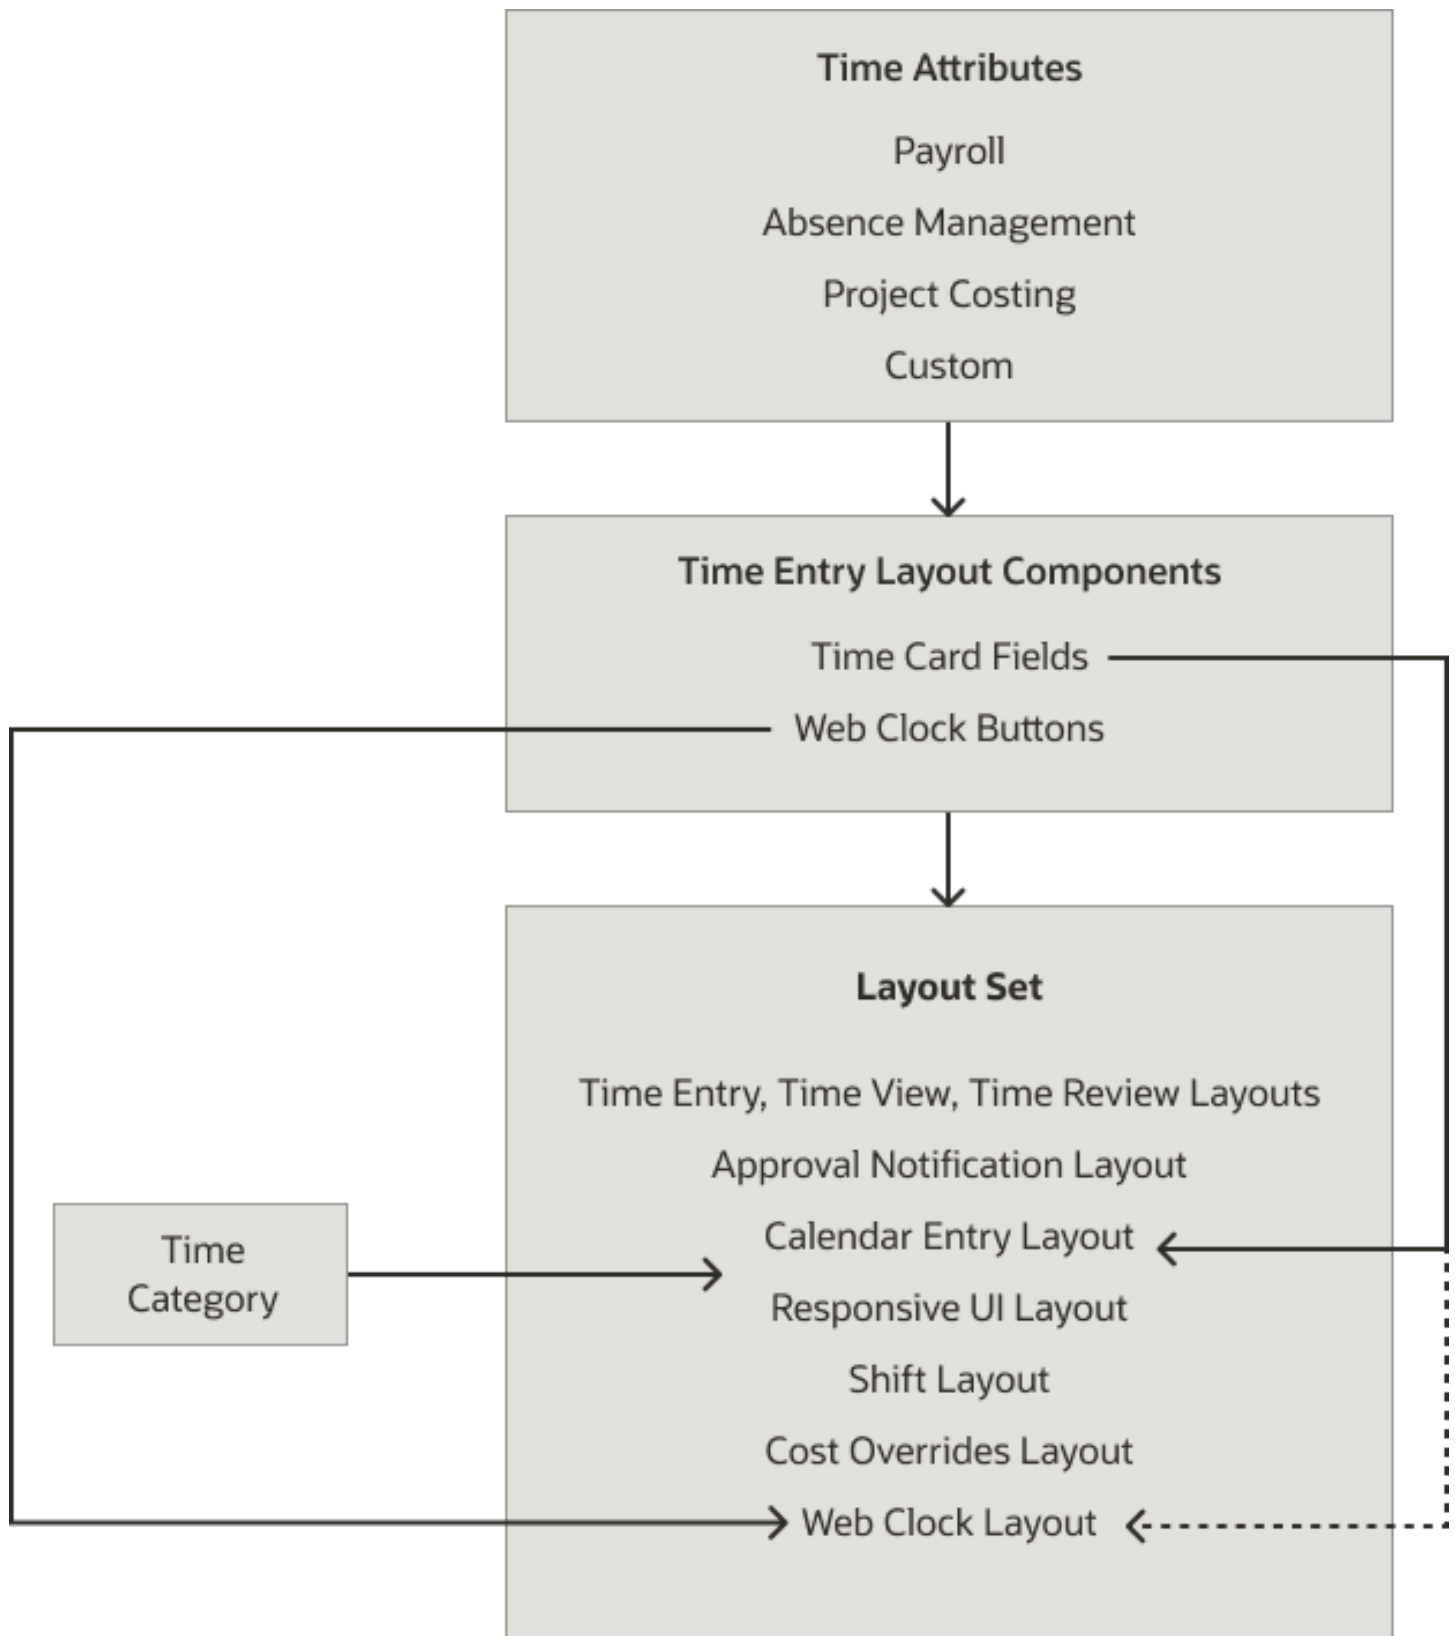 Time Attributes
Payroll
Absence Management
Project Costing
Custom
Time Entry Layout Components
Time Card Fields
Web Clock Buttons
Layout Set
Time Entry, Time View, Time Review Layouts
Approval Notification Layout
Calendar Entry Layout
Responsive UI Layout
Shift Layout
Cost Overrides Layout
Web Clock Layout
Time
Category